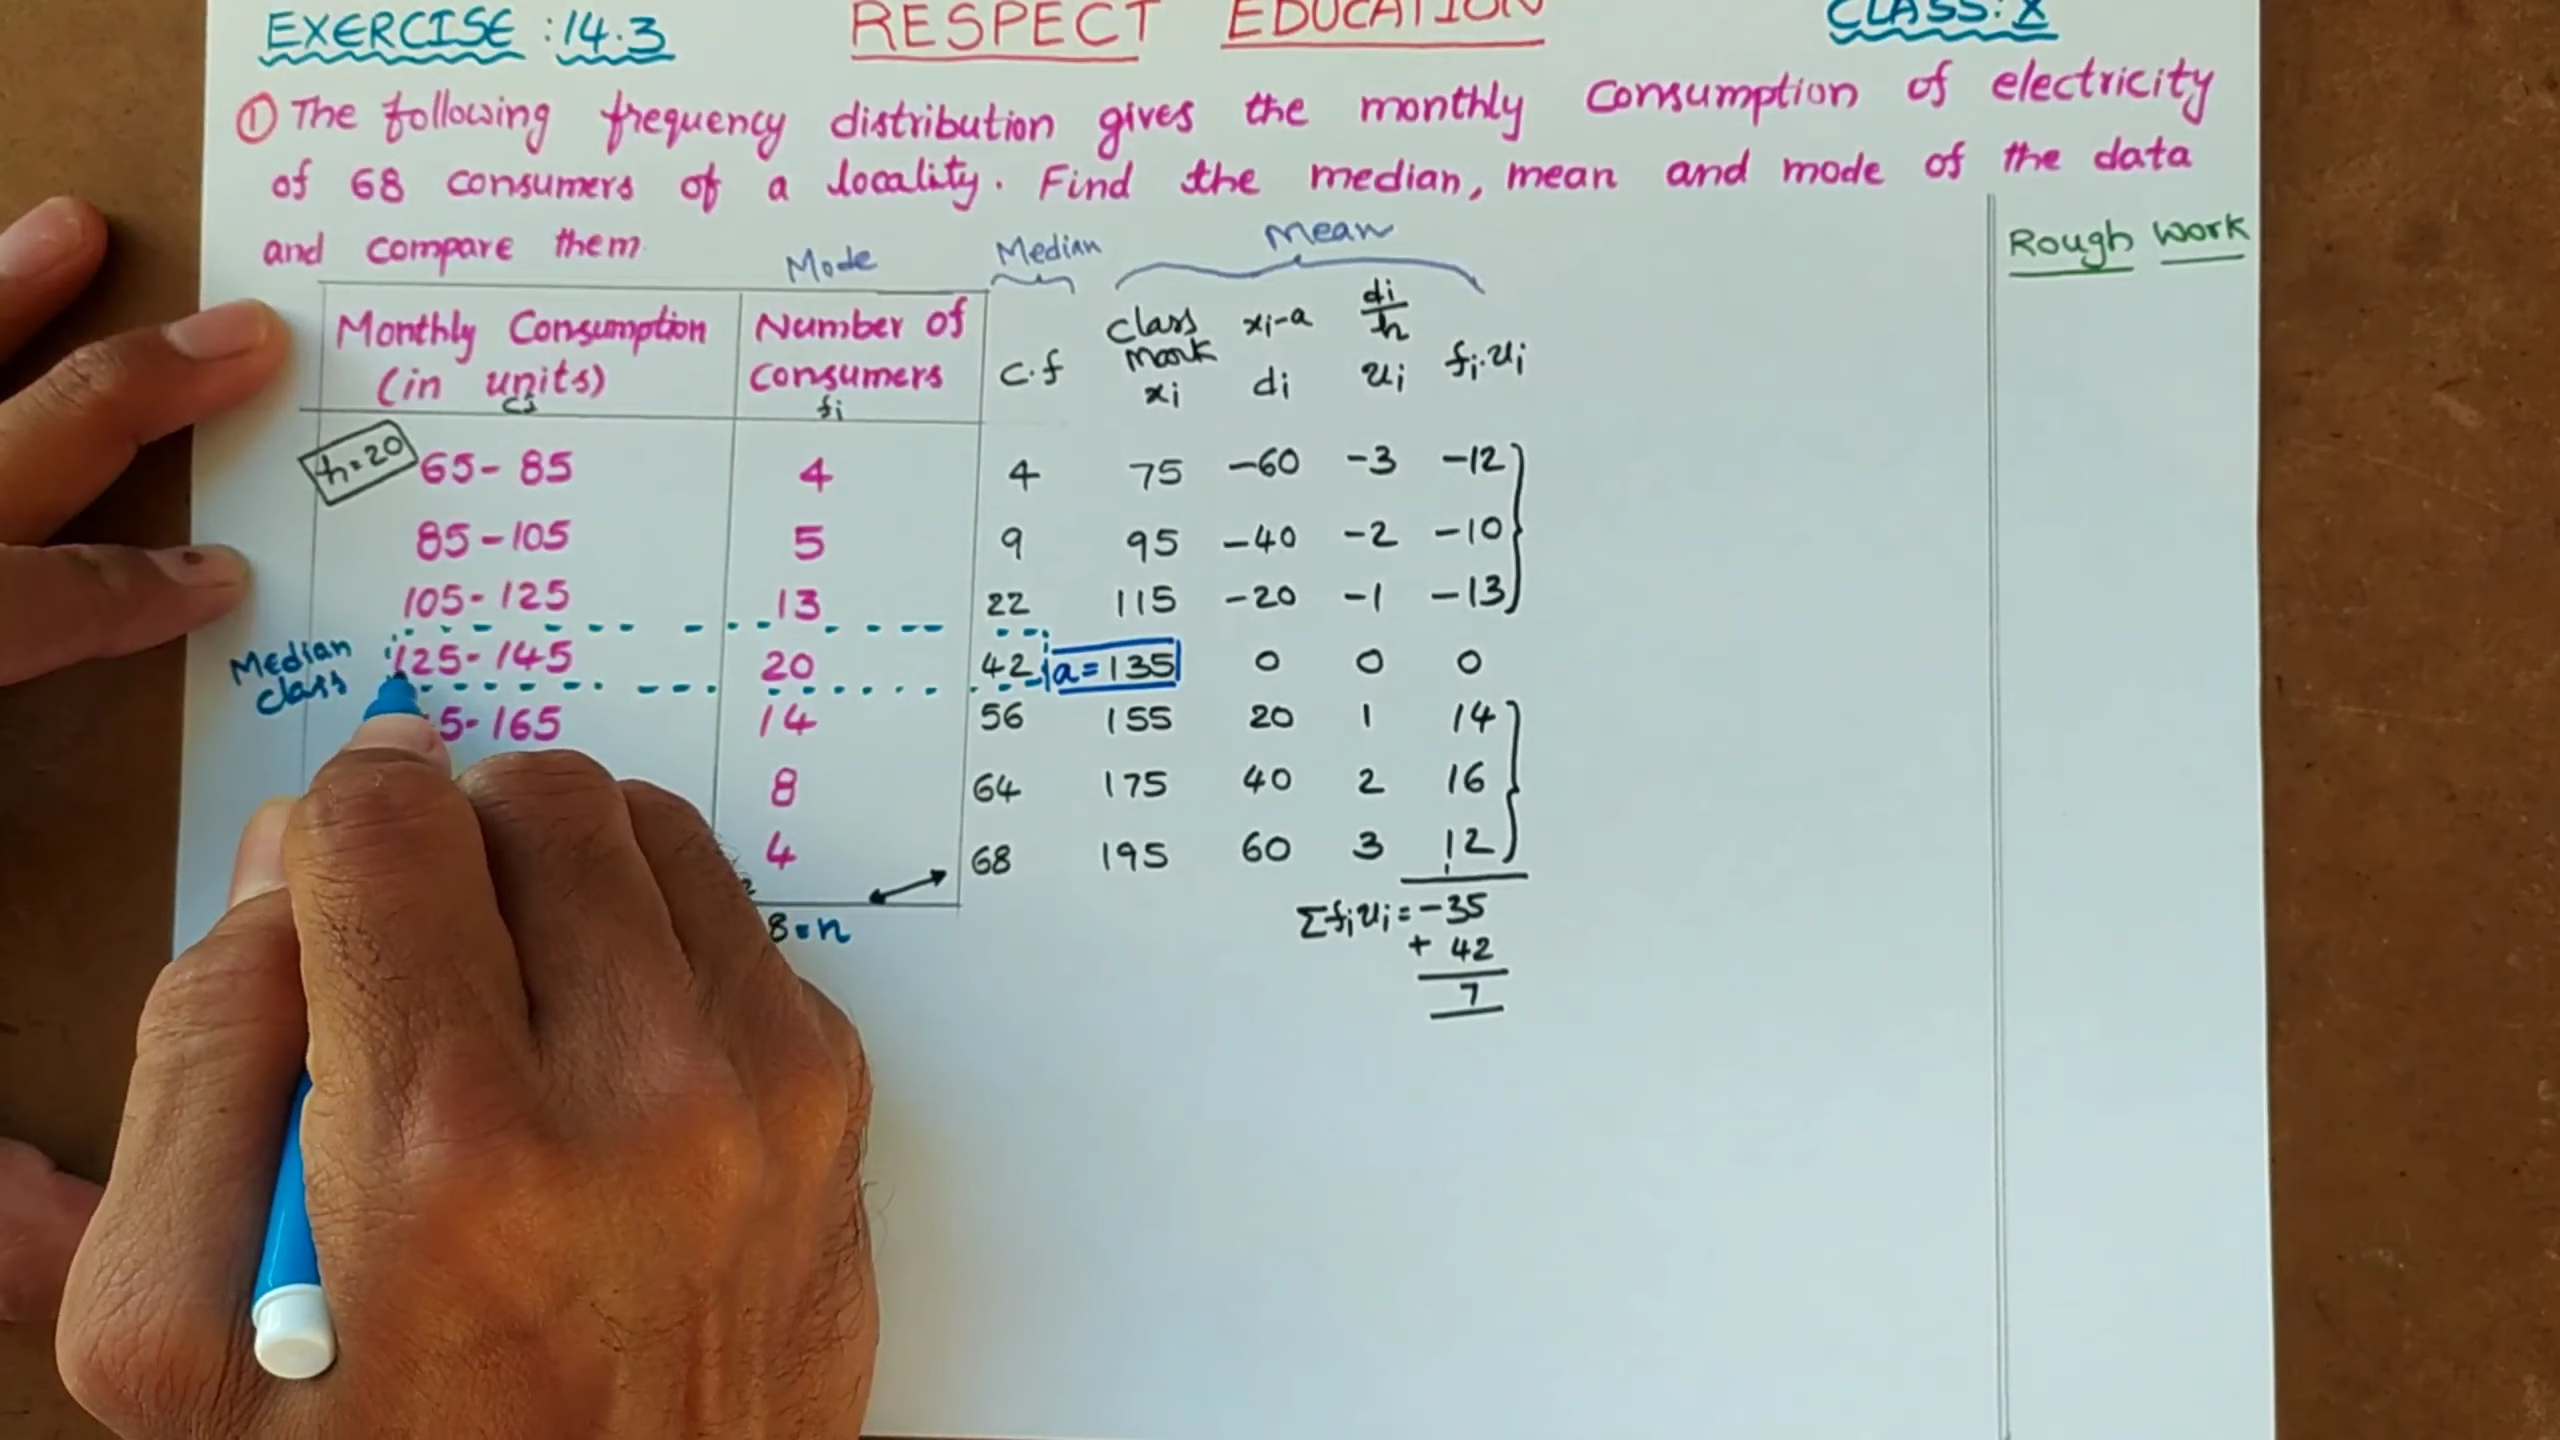 EXERCISE : 14.3 RESPECT EDUCATION CLASS: X
① The following frequency distribution gives the monthly consumption of electricity
of 68 consumers of a locality. Find the median, mean and mode of the data
and compare them.
Rough Work
Mode Median Mean
Monthly Consumption (in units) Number of consumers c.f class mark xi-a di/h
ci fi xi di ui fi.ui
h=20 65-85 4 4 75 -60 -3 -12
85-105 5 9 95 -40 -2 -10
105-125 13 22 115 -20 -1 -13
Median class 125-145 20 42 a=135 0 0 0
5-165 14 56 155 20 1 14
8 64 175 40 2 16
4 68 195 60 3 12
8=n Σfiui = -35
+ 42
7